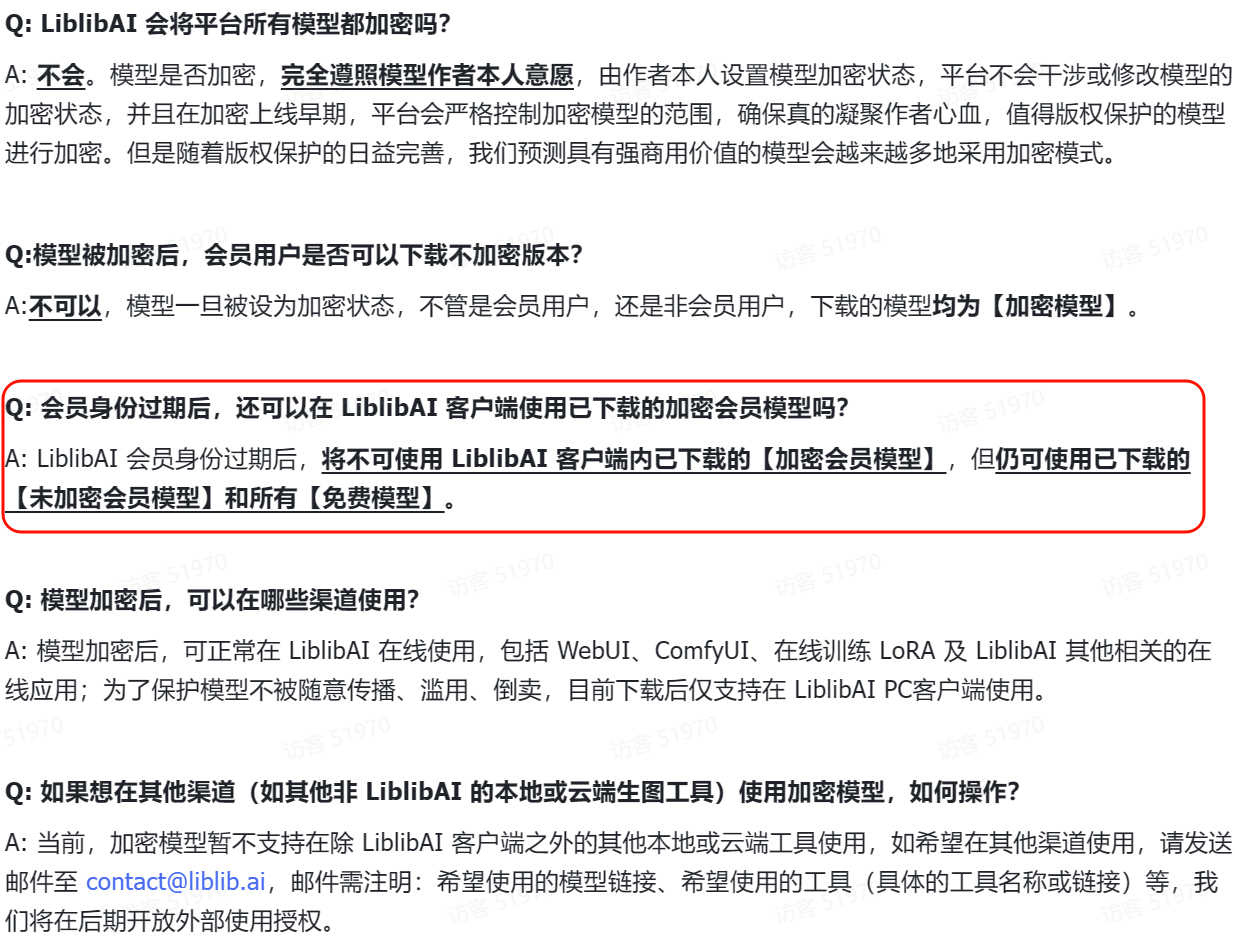 Q: LiblibAI 会将平台所有模型都加密吗？
A: 不会。模型是否加密，完全遵照模型作者本人意愿，由作者本人设置模型加密状态，平台不会干涉或修改模型的
加密状态，并且在加密上线早期，平台会严格控制加密模型的范围，确保真的凝聚作者心血，值得版权保护的模型
进行加密。但是随着版权保护的日益完善，我们预测具有强商用价值的模型会越来越多地采用加密模式。
Q:模型被加密后，会员用户是否可以下载不加密版本？
A:不可以，模型一旦被设为加密状态，不管是会员用户，还是非会员用户，下载的模型均为【加密模型】。
Q: 会员身份过期后，还可以在 LiblibAI 客户端使用已下载的加密会员模型吗？
A: LiblibAI 会员身份过期后，将不可使用 LiblibAI 客户端内已下载的【加密会员模型】，但仍可使用已下载的
【未加密会员模型】和所有【免费模型】。
Q: 模型加密后，可以在哪些渠道使用？
A: 模型加密后，可正常在 LiblibAI 在线使用，包括 WebUI、ComfyUI、在线训练 LoRA 及 LiblibAI 其他相关的在
线应用；为了保护模型不被随意传播、滥用、倒卖，目前下载后仅支持在 LiblibAI PC客户端使用。
Q: 如果想在其他渠道（如其他非 LiblibAI 的本地或云端生图工具）使用加密模型，如何操作？
A: 当前，加密模型暂不支持在除 LiblibAI 客户端之外的其他本地或云端工具使用，如希望在其他渠道使用，请发送
邮件至 contact@liblib.ai，邮件需注明：希望使用的模型链接、希望使用的工具（具体的工具名称或链接）等，我
们将在后期开放外部使用授权。
访客 51970